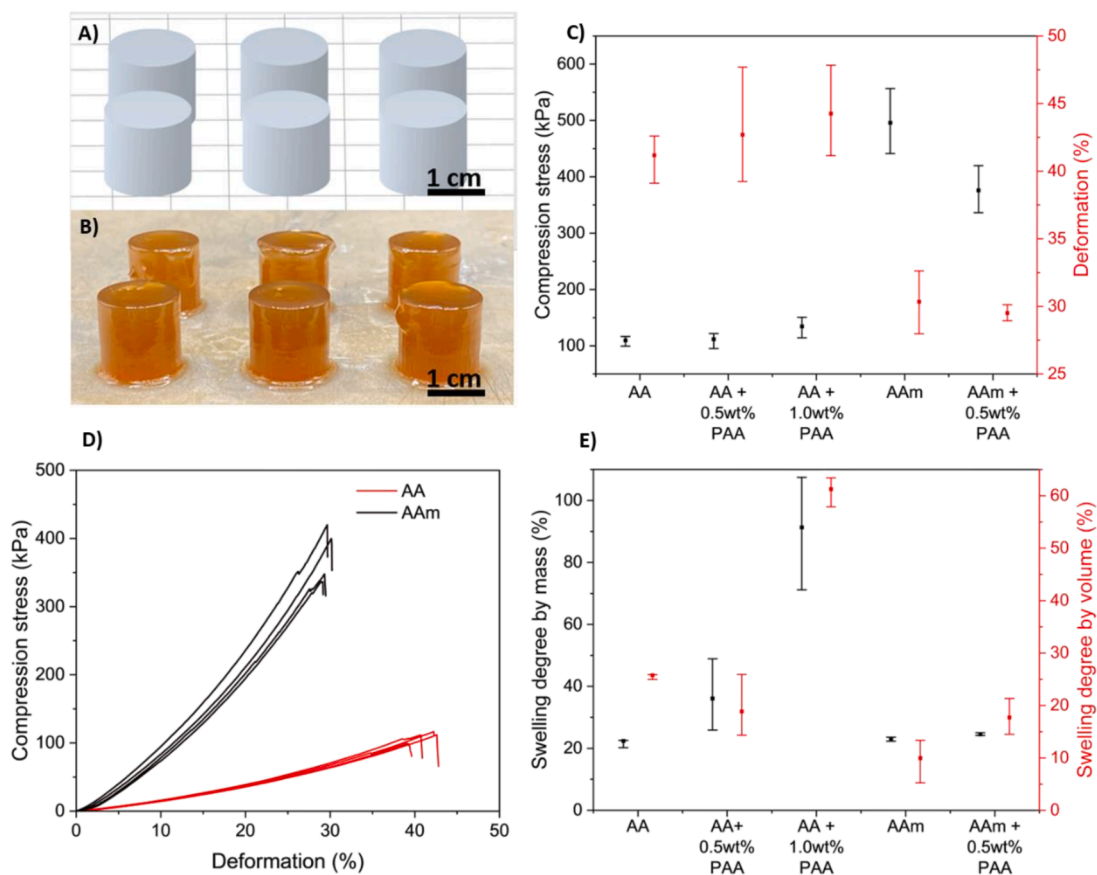 A)
1 cm
B)
1 cm
C)
Compression stress (kPa)
600
500
400
300
200
100
50
45
40
35
30
25
Deformation (%)
AA
AA +
0.5wt%
PAA
AA +
1.0wt%
PAA
AAm
AAm +
0.5wt%
PAA
D)
Compression stress (kPa)
500
400
300
200
100
0
AA
AAm
0
10
20
30
40
50
Deformation (%)
E)
Swelling degree by mass (%)
100
80
60
40
20
0
60
50
40
30
20
10
0
Swelling degree by volume (%)
AA
AA+
0.5wt%
PAA
AA +
1.0wt%
PAA
AAm
AAm +
0.5wt%
PAA